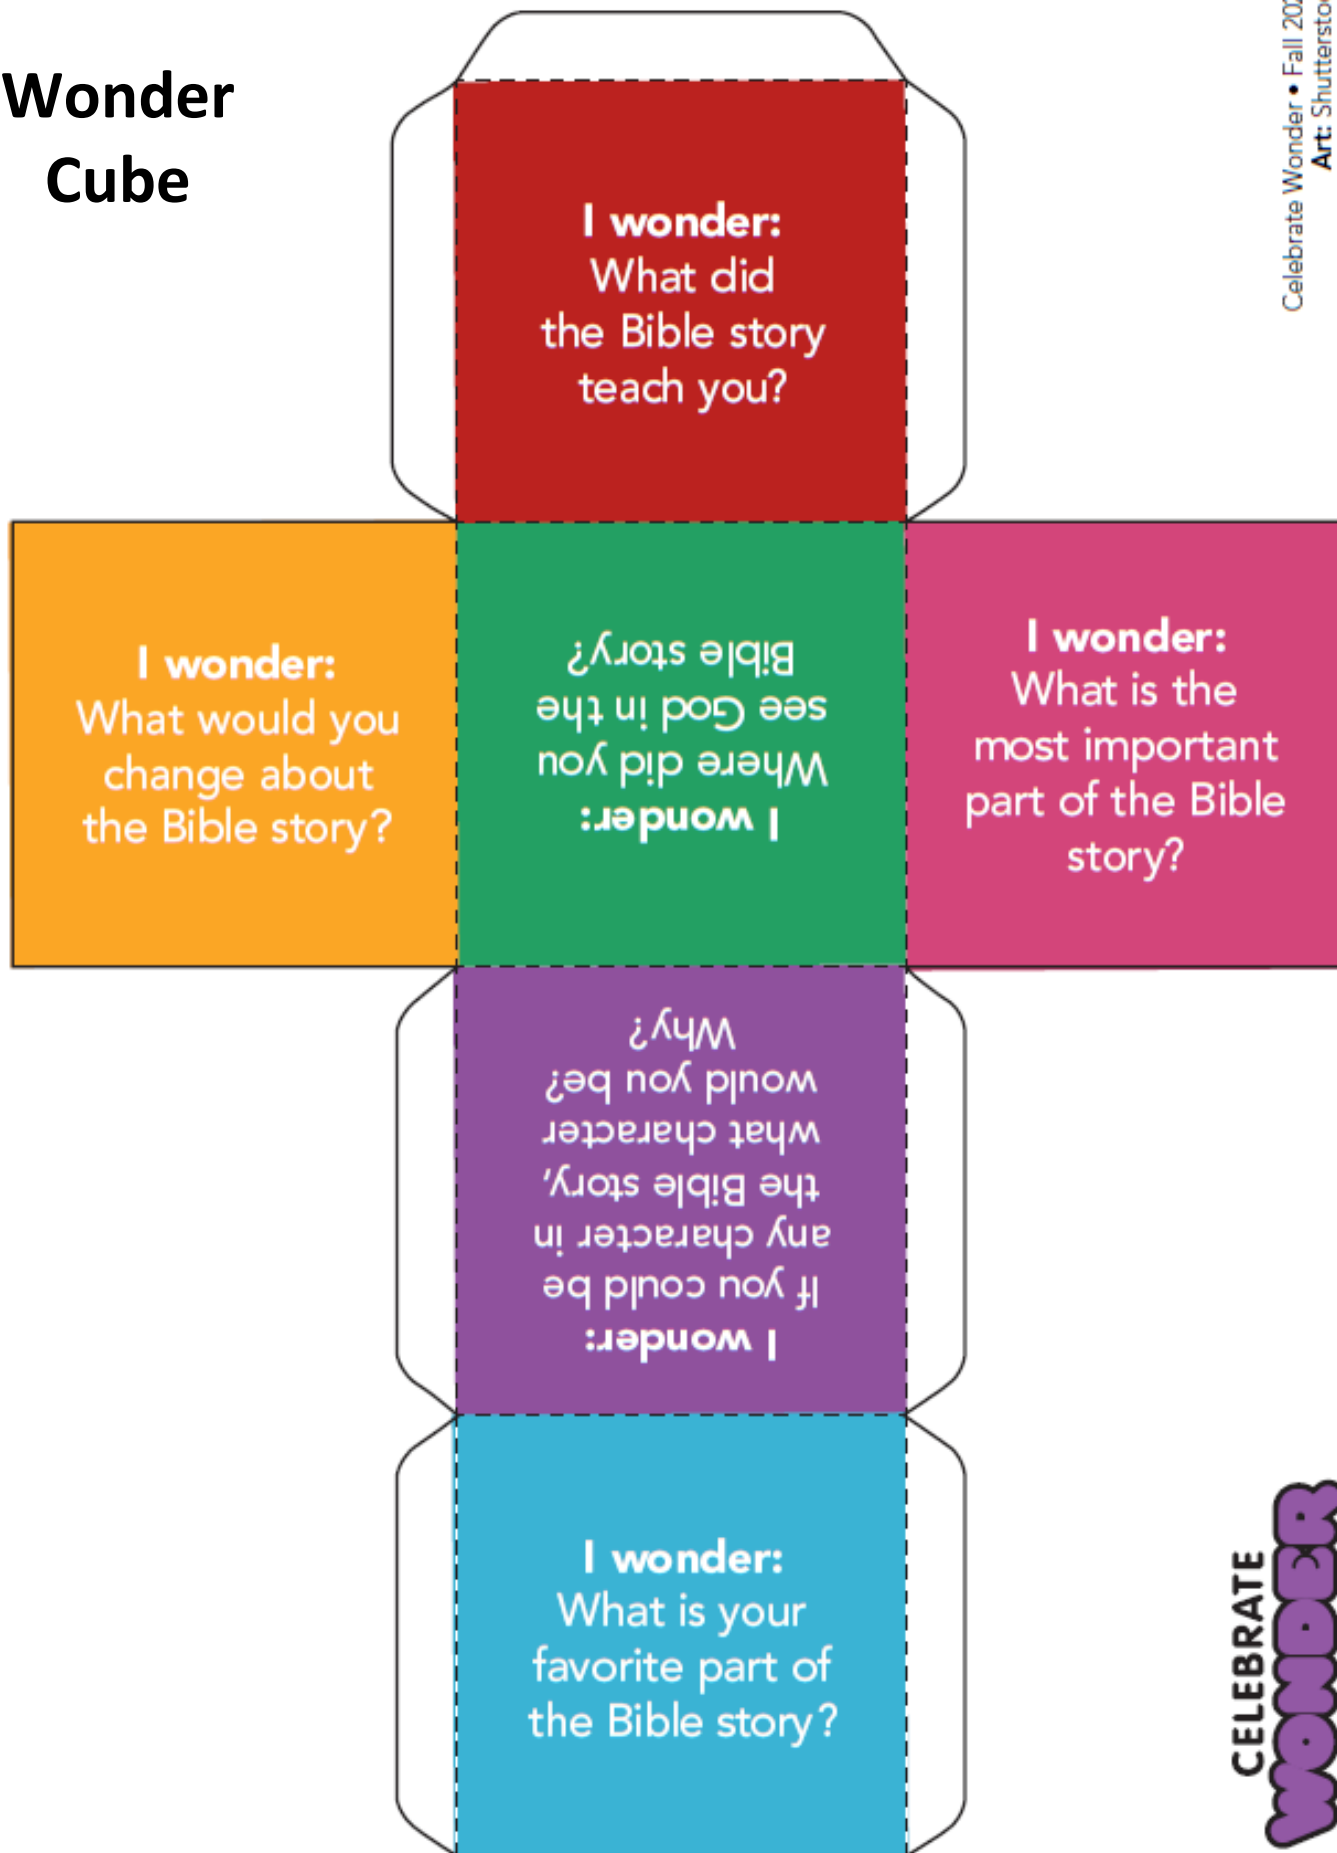 Wonder
Cube
Celebrate Wonder • Fall
Art:
I wonder:
What did
the Bible story
teach you?
I wonder:
What would you
change about
the Bible story?
I wonder:
Where did you
see God in the
Bible story?
I wonder:
What is the
most important
part of the Bible
story?
I wonder:
If you could be
any character in
the Bible story,
what character
would you be?
Why?
I wonder:
What is your
favorite part of
the Bible story?
CELEBRATE
WONDER